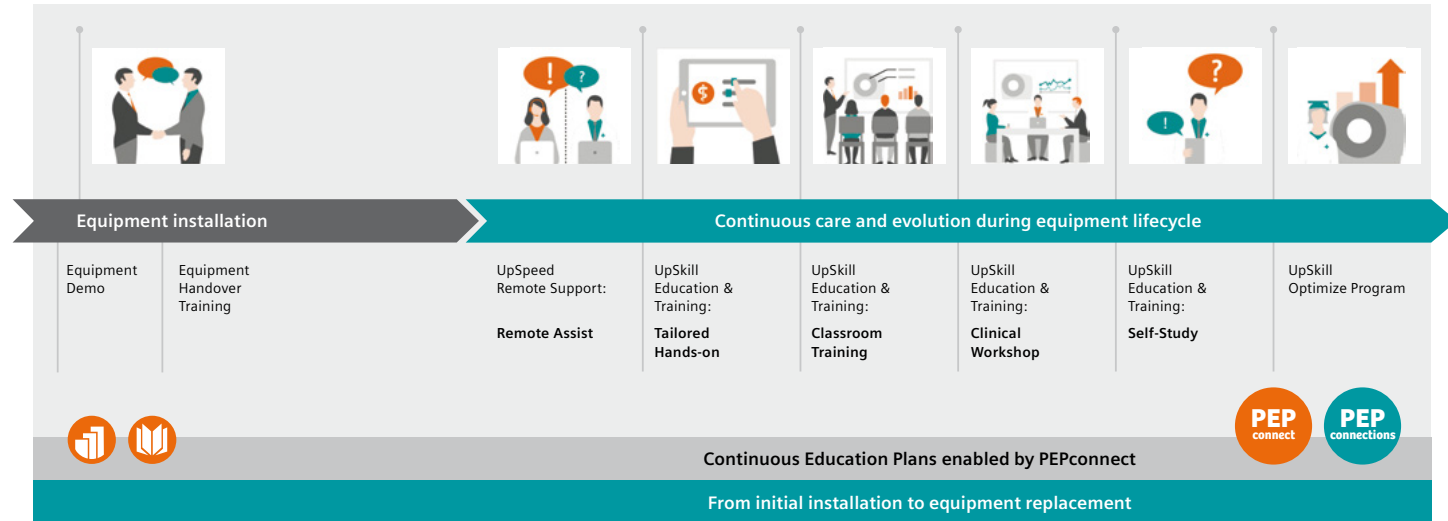 ! ?
$
?
!
Equipment installation
Continuous care and evolution during equipment lifecycle
Equipment
Demo
Equipment
Handover
Training
UpSpeed
Remote Support:
Remote Assist
UpSkill
Education &
Training:
Tailored
Hands-on
UpSkill
Education &
Training:
Classroom
Training
UpSkill
Education &
Training:
Clinical
Workshop
UpSkill
Education &
Training:
Self-Study
UpSkill
Optimize Program
PEP
connect
PEP
connections
Continuous Education Plans enabled by PEPconnect
From initial installation to equipment replacement